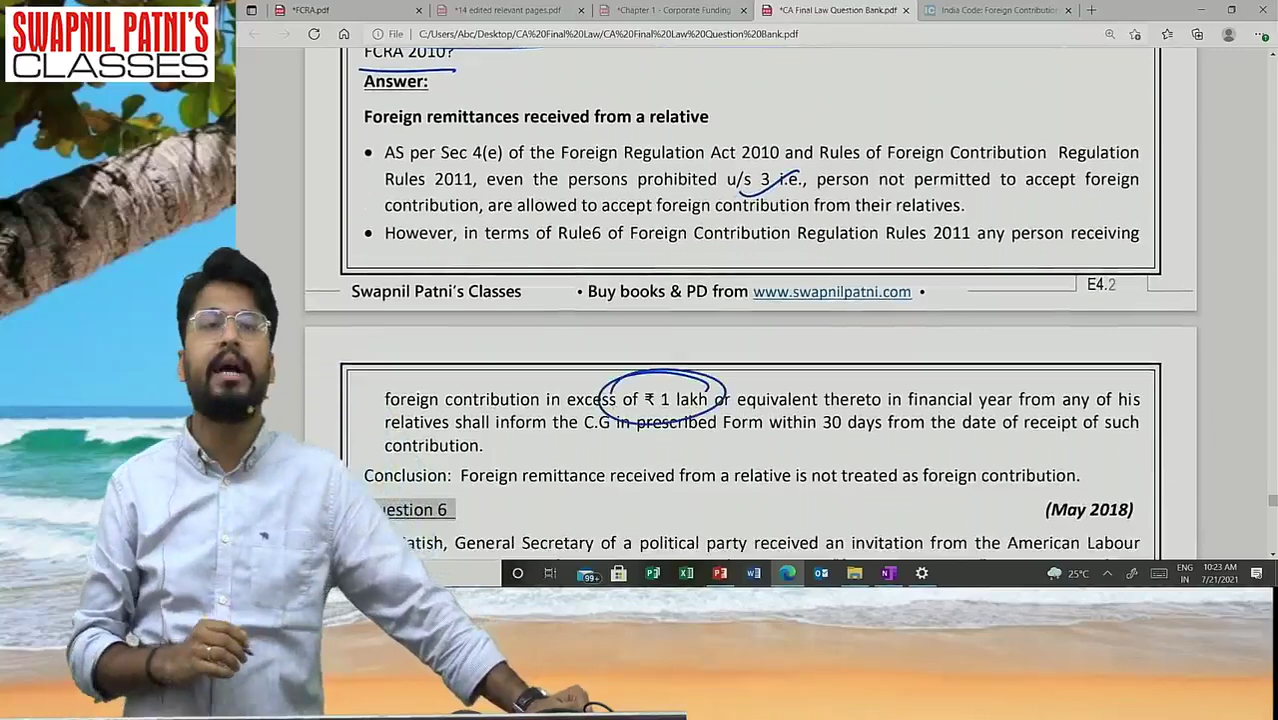 SWAPNIL PATNI'S
CLASSES
*FCRA.pdf
*14 edited relevant pages.pdf
*Chapter 1 - Corporate Funding
*CA Final Law Question Bank.pdf
India Code: Foreign Contribution
File
C:/Users/Abc/Desktop/CA%20Final%20Law/CA%20Final%20Law%20Question%20Bank.pdf
FCRA 2010?
Answer:
Foreign remittances received from a relative
• AS per Sec 4(e) of the Foreign Regulation Act 2010 and Rules of Foreign Contribution Regulation
Rules 2011, even the persons prohibited u/s 3 i.e., person not permitted to accept foreign
contribution, are allowed to accept foreign contribution from their relatives.
• However, in terms of Rule6 of Foreign Contribution Regulation Rules 2011 any person receiving
E4.2
Swapnil Patni's Classes • Buy books & PD from www.swapnilpatni.com •
foreign contribution in excess of ₹ 1 lakh or equivalent thereto in financial year from any of his
relatives shall inform the C.G in prescribed Form within 30 days from the date of receipt of such
contribution.
Conclusion: Foreign remittance received from a relative is not treated as foreign contribution.
uestion 6 (May 2018)
atish, General Secretary of a political party received an invitation from the American Labour
99+
25°C
ENG
IN
10:23 AM
7/21/2021